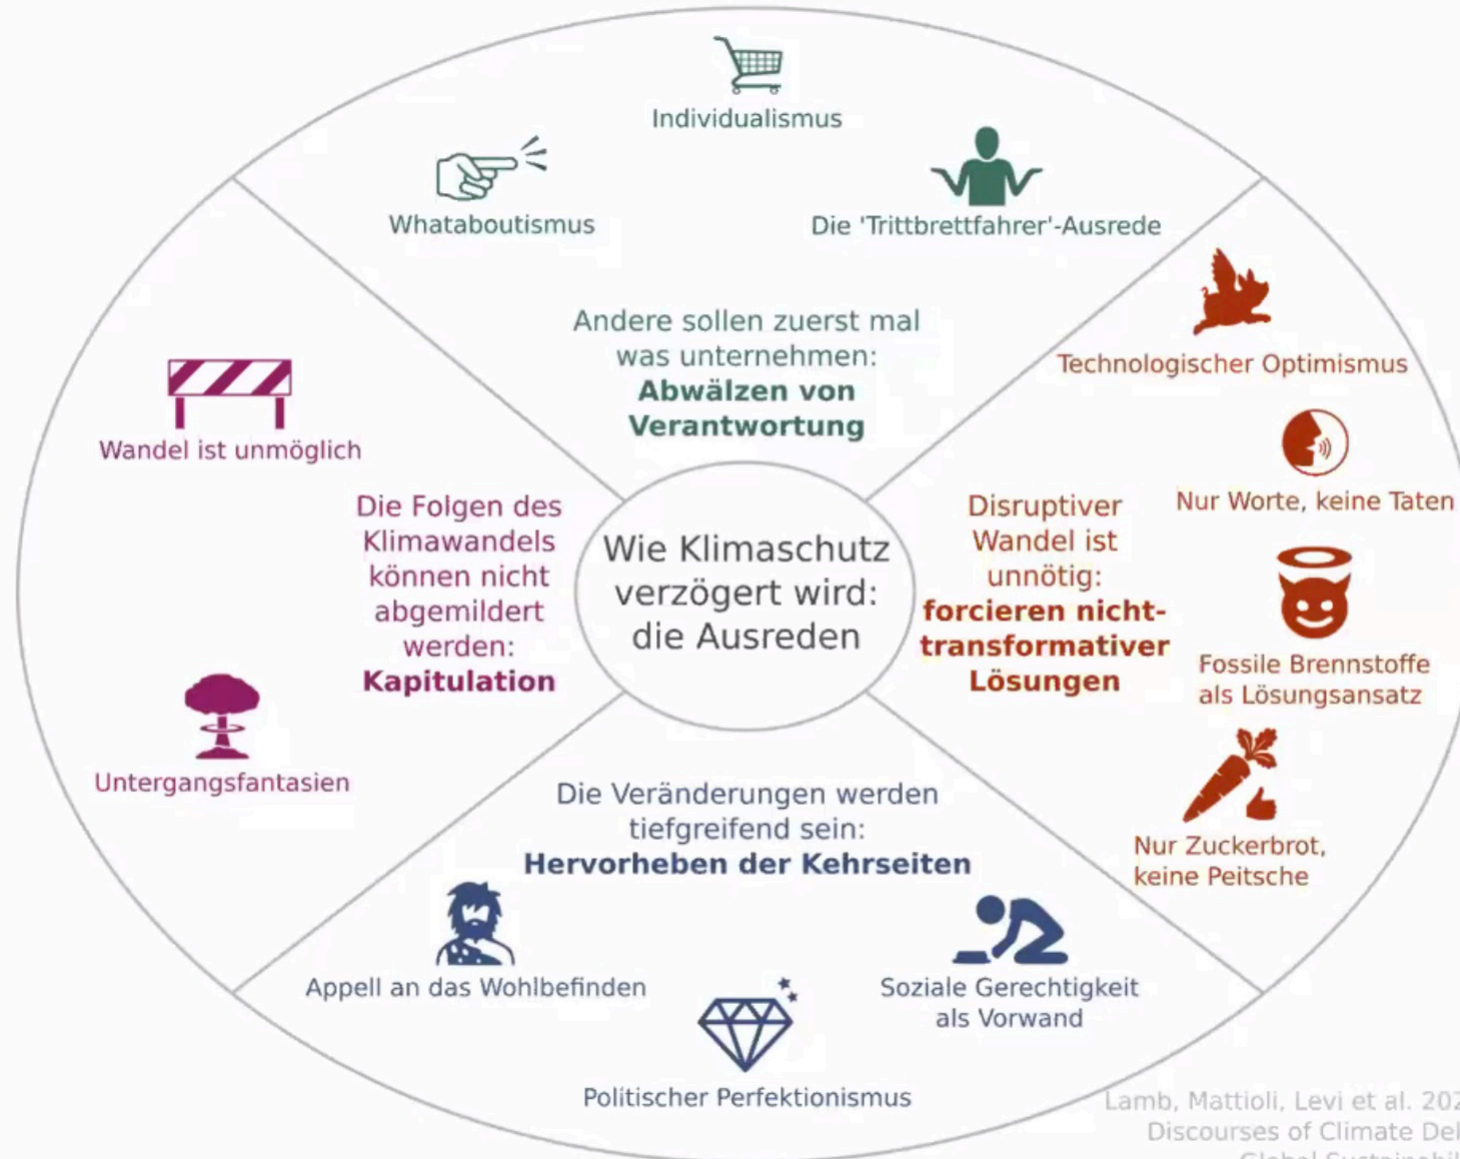 Individualismus
Whataboutismus
Die 'Trittbrettfahrer'-Ausrede
Andere sollen zuerst mal
was unternehmen:
Abwälzen von
Verantwortung
Technologischer Optimismus
Nur Worte, keine Taten
Disruptiver
Wandel ist
unnötig:
forcieren nicht-
transformativer
Lösungen
Fossile Brennstoffe
als Lösungsansatz
Nur Zuckerbrot,
keine Peitsche
Wandel ist unmöglich
Die Folgen des
Klimawandels
können nicht
abgemildert
werden:
Kapitulation
Untergangsfantasien
Wie Klimaschutz
verzögert wird:
die Ausreden
Die Veränderungen werden
tiefgreifend sein:
Hervorheben der Kehrseiten
Appell an das Wohlbefinden
Politischer Perfektionismus
Soziale Gerechtigkeit
als Vorwand
Lamb, Mattioli, Levi et al.
Discourses of Climate
Global